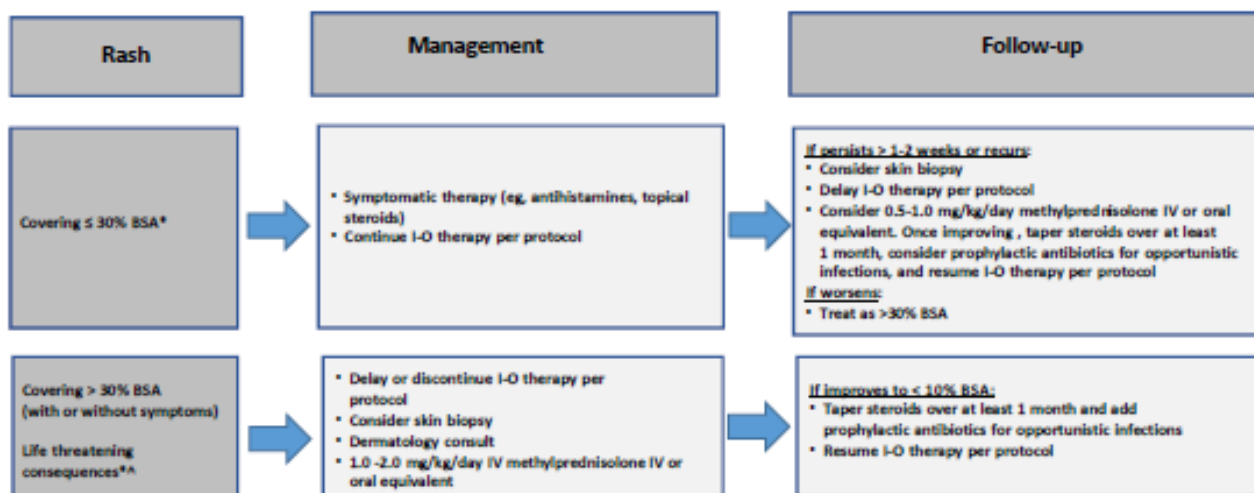 Rash
Management
Follow-up
Covering ≤ 30% BSA*
▪ Symptomatic therapy (eg, antihistamines, topical
steroids)
▪ Continue I-O therapy per protocol
If persists > 1-2 weeks or recurs:
▪ Consider skin biopsy
▪ Delay I-O therapy per protocol
▪ Consider 0.5-1.0 mg/kg/day methylprednisolone IV or oral
equivalent. Once improving , taper steroids over at least
1 month, consider prophylactic antibiotics for opportunistic
infections, and resume I-O therapy per protocol
If worsens:
▪ Treat as >30% BSA
Covering > 30% BSA
(with or without symptoms)
Life threatening
consequences*^
▪ Delay or discontinue I-O therapy per
protocol
▪ Consider skin biopsy
▪ Dermatology consult
▪ 1.0 -2.0 mg/kg/day IV methylprednisolone IV or
oral equivalent
If improves to < 10% BSA:
▪ Taper steroids over at least 1 month and add
prophylactic antibiotics for opportunistic infections
▪ Resume I-O therapy per protocol